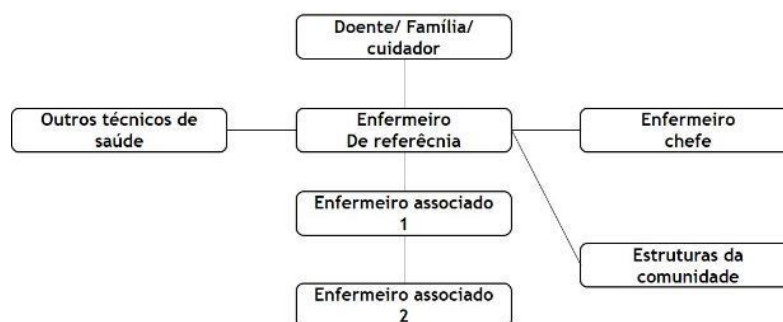 Doente/ Família/
cuidador
Outros técnicos de
saúde
Enfermeiro
De referêcnia
Enfermeiro
chefe
Enfermeiro associado
1
Estruturas da
comunidade
Enfermeiro associado
2